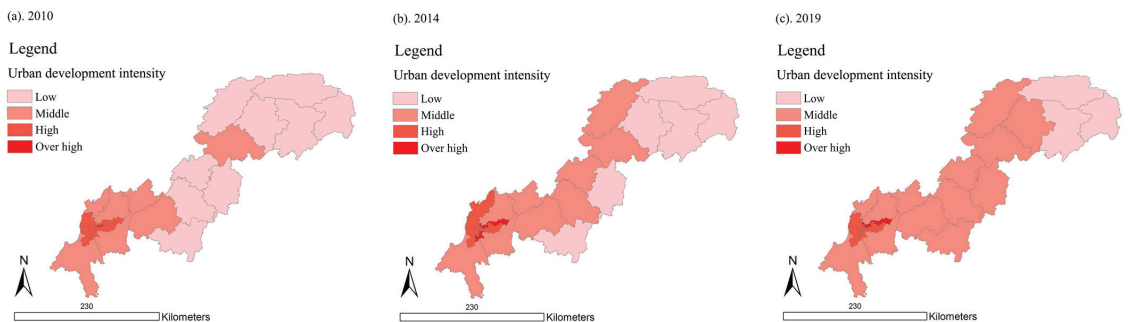 (a). 2010
Legend
Urban development intensity
Low
Middle
High
Over high
N
230
Kilometers
(b). 2014
Legend
Urban development intensity
Low
Middle
High
Over high
N
230
Kilometers
(c). 2019
Legend
Urban development intensity
Low
Middle
High
Over high
N
230
Kilometers